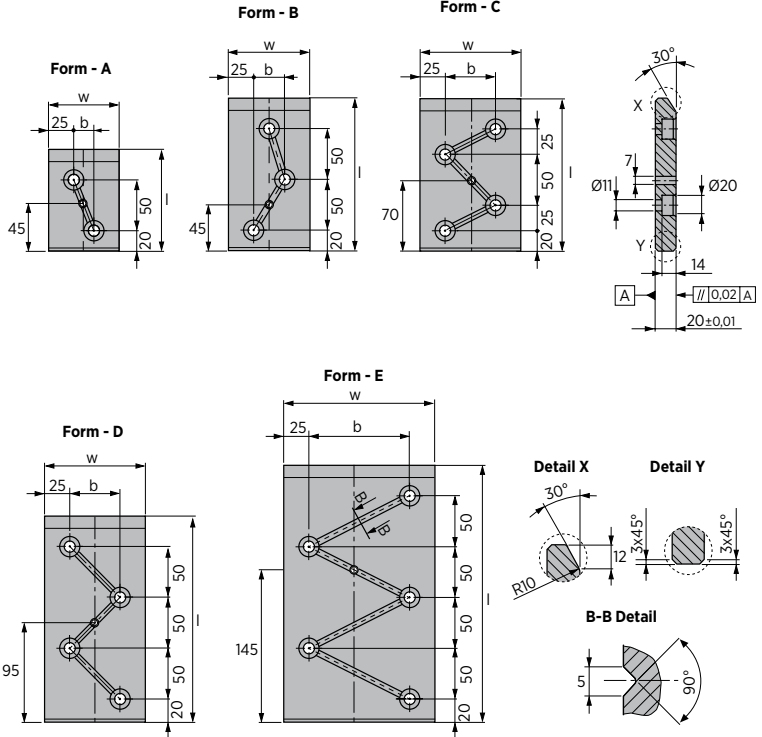 Form - A
w
25 b
45
50
20
l
Form - B
w
25 b
45
50
50
20
l
Form - C
w
25 b
70
25
50
25
20
l
30°
X
7
Ø11
Ø20
Y
14
A
// 0,02 A
20±0,01
Form - D
w
25 b
95
50
50
50
20
l
Form - E
w
25 b
B
B
145
50
50
50
50
20
l
Detail X
30°
12
R10
Detail Y
3x45°
3x45°
B-B Detail
5
90°